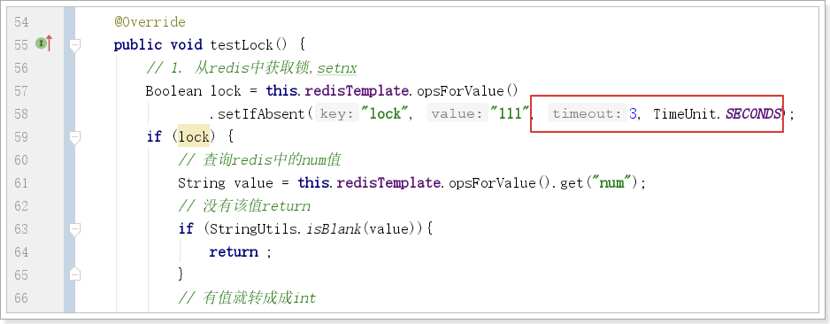 54 @Override
55 public void testLock() {
56 // 1. 从redis中获取锁,setnx
57 Boolean lock = this.redisTemplate.opsForValue()
58 .setIfAbsent( key: "lock", value: "111", timeout: 3, TimeUnit.SECONDS);
59 if (lock) {
60 // 查询redis中的num值
61 String value = this.redisTemplate.opsForValue().get("num");
62 // 没有该值return
63 if (StringUtils.isBlank(value)){
64 return ;
65 }
66 // 有值就转成成int